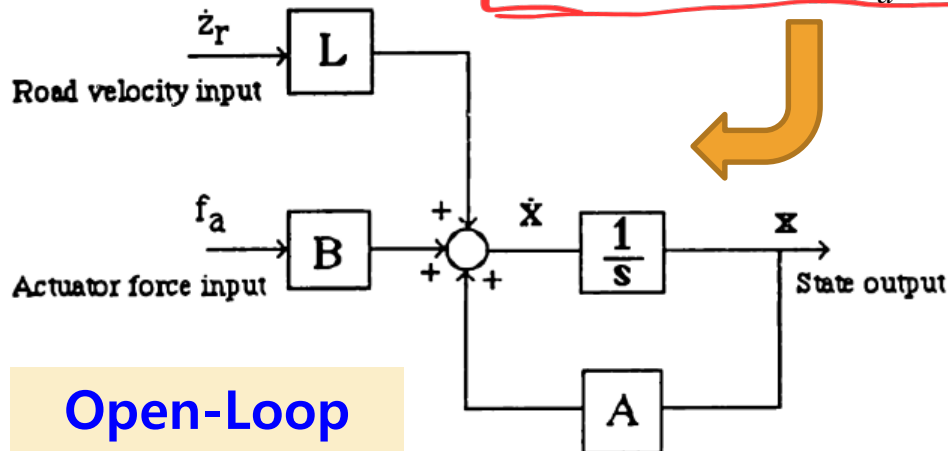 żr
L
Road velocity input
fa
B
Actuator force input
+
+
+
ẋ
1
s
x
State output
A
Open-Loop